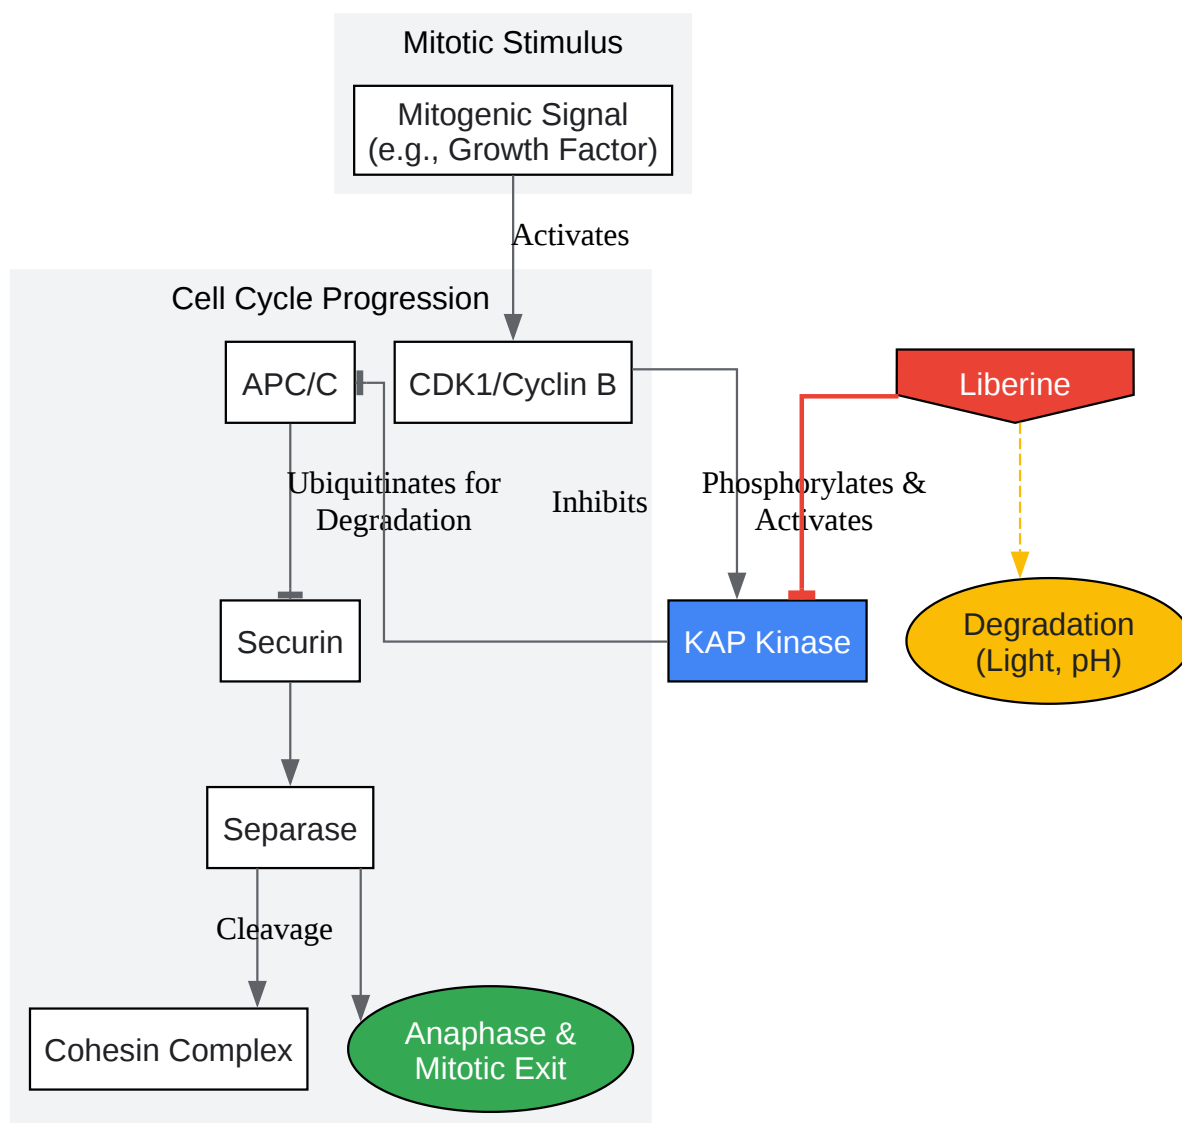 Mitotic Stimulus
Mitogenic Signal
(e.g., Growth Factor)
Activates
Cell Cycle Progression
APC/C
CDK1/Cyclin B
Liberine
Ubiquitinates for
Degradation
Inhibits
Phosphorylates &
Activates
Securin
KAP Kinase
Degradation
(Light, pH)
Separase
Cleavage
Cohesin Complex
Anaphase &
Mitotic Exit